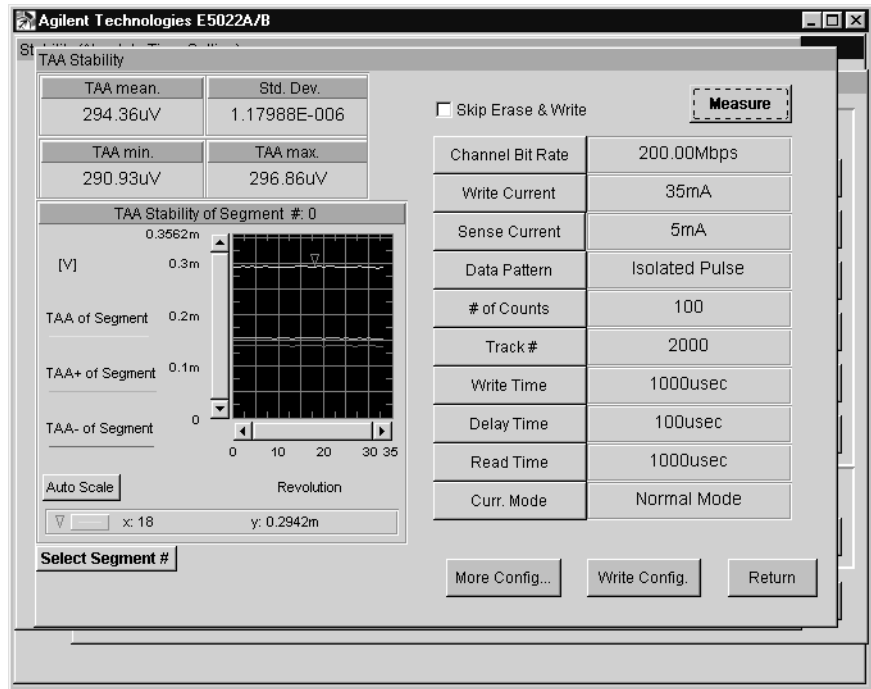 Agilent Technologies E5022A/B
TAA Stability
TAA mean.
Std. Dev.
294.36uV
1.17988E-006
TAA min.
TAA max.
290.93uV
296.86uV
TAA Stability of Segment #: 0
0.3562m
[V]
0.3m
TAA of Segment
0.2m
TAA+ of Segment
0.1m
TAA- of Segment
0
0 10 20 30 35
Auto Scale
Revolution
x: 18
y: 0.2942m
Select Segment #
Skip Erase & Write
Measure
Channel Bit Rate
200.00Mbps
Write Current
35mA
Sense Current
5mA
Data Pattern
Isolated Pulse
# of Counts
100
Track #
2000
Write Time
1000usec
Delay Time
100usec
Read Time
1000usec
Curr. Mode
Normal Mode
More Config...
Write Config.
Return